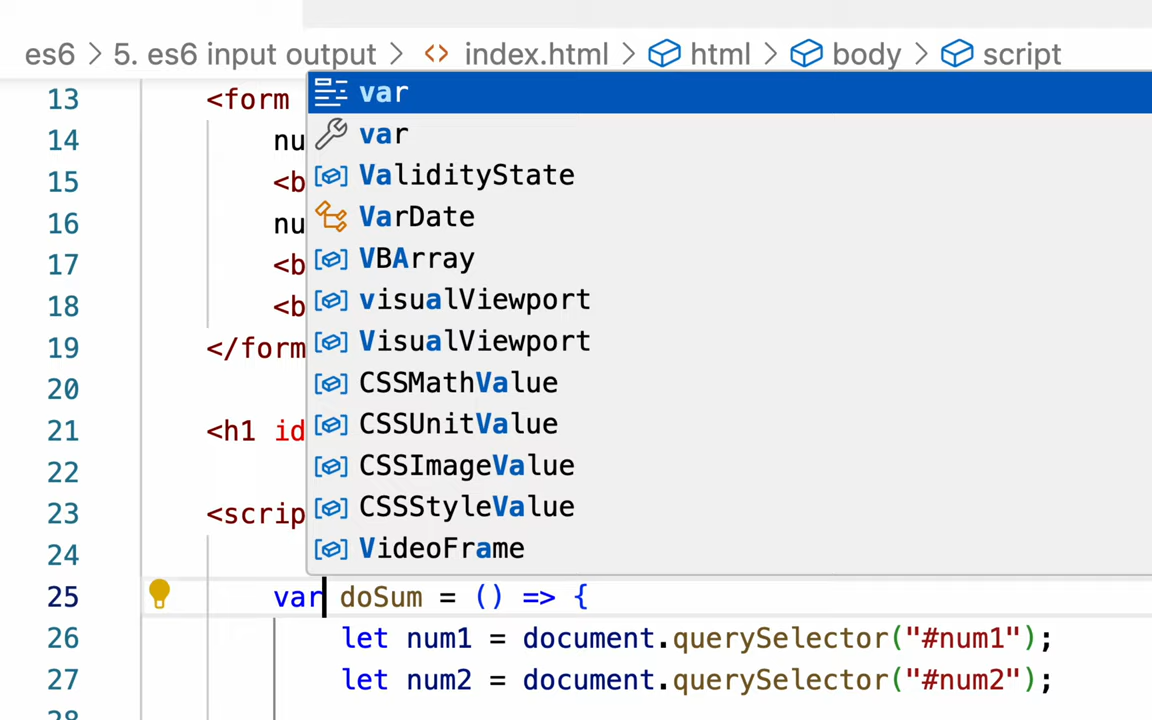 es6 > 5. es6 input output > <> index.html > html > body > script
13 <form
14 nu
15 <b
16 nu
17 <b
18 <b
19 </form
20
21 <h1 id
22
23 <scrip
24
25 var doSum = () => {
26 let num1 = document.querySelector("#num1");
27 let num2 = document.querySelector("#num2");
28
var
var
ValidityState
VarDate
VBArray
visualViewport
VisualViewport
CSSMathValue
CSSUnitValue
CSSImageValue
CSSStyleValue
VideoFrame